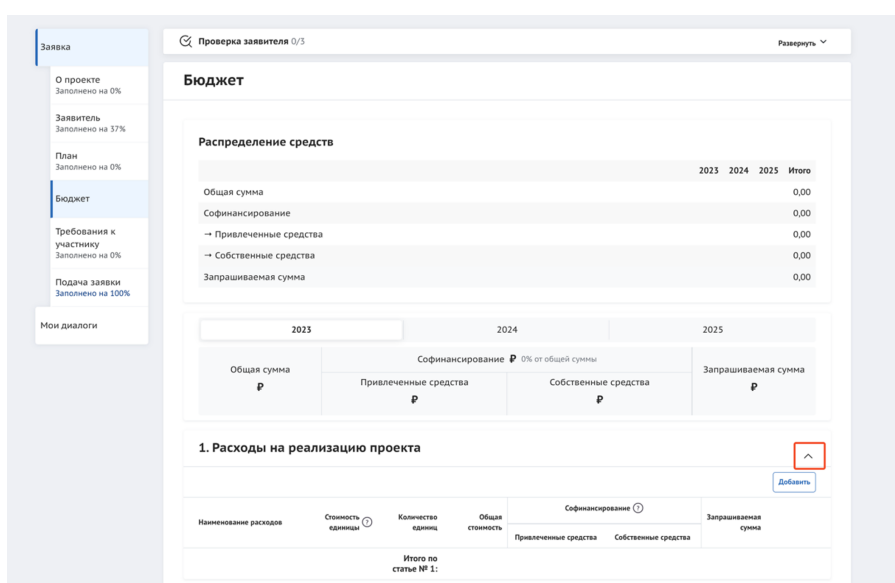 Заявка
О проекте
Заполнено на 0%
Заявитель
Заполнено на 37%
План
Заполнено на 0%
Бюджет
Требования к
участнику
Заполнено на 0%
Подача заявки
Заполнено на 100%
Мои диалоги
Проверка заявителя 0/3 Развернуть
Бюджет
Распределение средств
2023 2024 2025 Итого
Общая сумма 0,00
Софинансирование 0,00
→ Привлеченные средства 0,00
→ Собственные средства 0,00
Запрашиваемая сумма 0,00
2023 2024 2025
Общая сумма
₽
Софинансирование ₽ 0% от общей суммы
Привлеченные средства
₽
Собственные средства
₽
Запрашиваемая сумма
₽
1. Расходы на реализацию проекта
Добавить
Наименование расходов
Стоимость
единицы ?
Количество
единиц
Общая
стоимость
Софинансирование ?
Привлеченные средства Собственные средства
Запрашиваемая
сумма
Итого по
статье № 1: